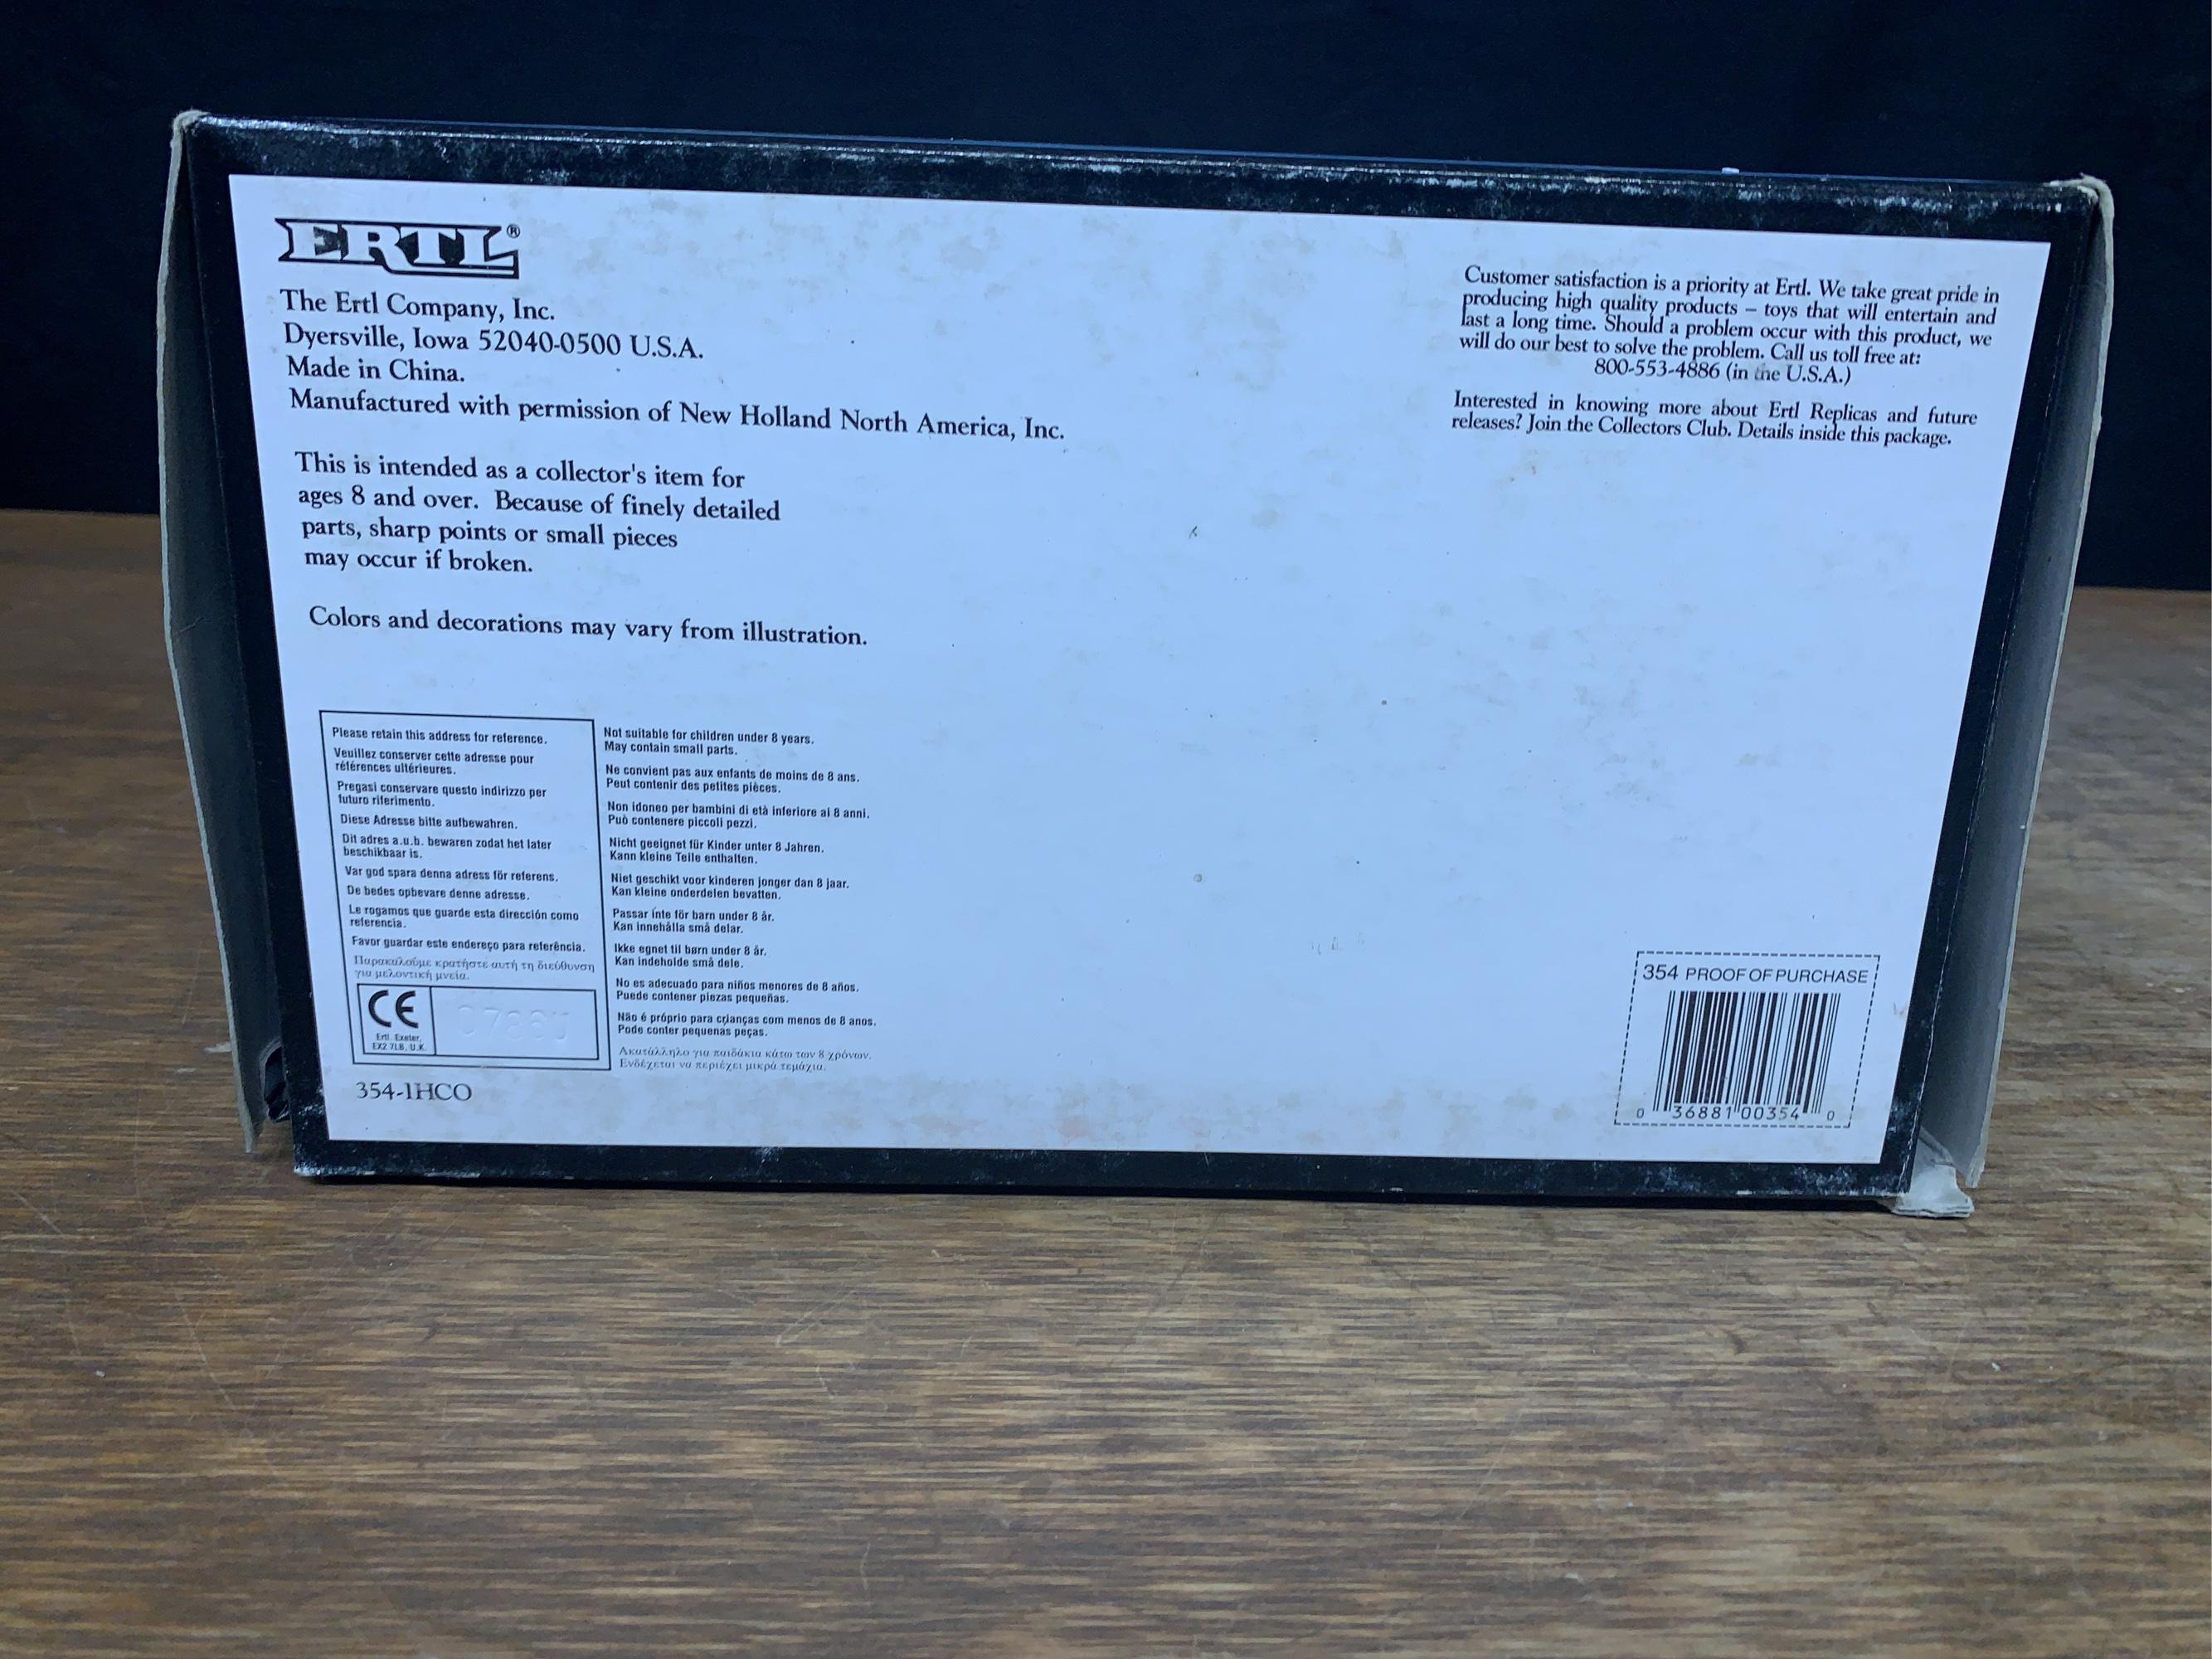 ERTL®
The Ertl Company, Inc.
Dyersville, Iowa 52040-0500 U.S.A.
Made in China.
Manufactured with permission of New Holland North America, Inc.
This is intended as a collector's item for
ages 8 and over. Because of finely detailed
parts, sharp points or small pieces
may occur if broken.
Colors and decorations may vary from illustration.
Customer satisfaction is a priority at Ertl. We take great pride in
producing high quality products – toys that will entertain and
last a long time. Should a problem occur with this product, we
will do our best to solve the problem. Call us toll free at:
800-553-4886 (in the U.S.A.)
Interested in knowing more about Ertl Replicas and future
releases? Join the Collectors Club. Details inside this package.
Please retain this address for reference.
Veuillez conserver cette adresse pour
références ultérieures.
Pregasi conservare questo indirizzo per
futuro riferimento.
Diese Adresse bitte aufbewahren.
Dit adres a.u.b. bewaren zodat het later
beschikbaar is.
Var god spara denna adress för referens.
De bedes opbevare denne adresse.
Le rogamos que guarde esta dirección como
referencia.
Favor guardar este endereço para referência.
Παρακαλούμε κρατήστε αυτή τη διεύθυνση
για μελοντική μνεία.
CE
Ertl Exeter,
EX2 7LB, U.K.
Not suitable for children under 8 years.
May contain small parts.
Ne convient pas aux enfants de moins de 8 ans.
Peut contenir des petites pièces.
Non idoneo per bambini di età inferiore ai 8 anni.
Può contenere piccoli pezzi.
Nicht geeignet für Kinder unter 8 Jahren.
Kann kleine Teile enthalten.
Niet geschikt voor kinderen jonger dan 8 jaar.
Kan kleine onderdelen bevatten.
Passar inte för barn under 8 år.
Kan innehålla små delar.
Ikke egnet til børn under 8 år.
Kan indeholde små dele.
No es adecuado para niños menores de 8 años.
Puede contener piezas pequeñas.
Não é próprio para crianças com menos de 8 anos.
Pode conter pequenas peças.
Ακατάλληλο για παιδάκια κάτω των 8 χρόνων.
Ενδέχεται να περιέχει μικρά τεμάχια.
354-1HCO
354 PROOF OF PURCHASE
0 36881 00354 0